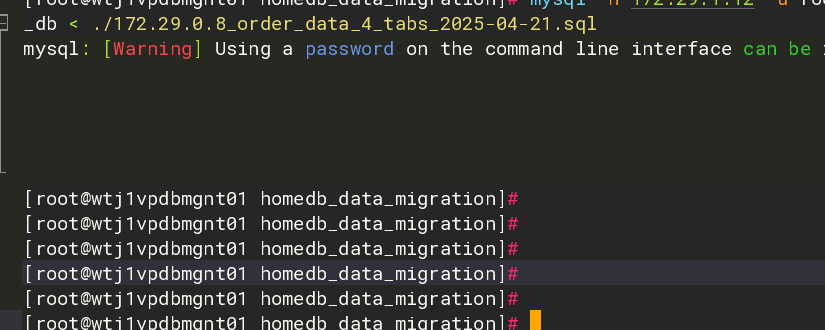 [root@wtj1vpdbmgnt01 homedb_data_migration]# mysql -h 172.29.1.12 -u
_db < ./172.29.0.8_order_data_4_tabs_2025-04-21.sql
mysql: [Warning] Using a password on the command line interface can be
[root@wtj1vpdbmgnt01 homedb_data_migration]#
[root@wtj1vpdbmgnt01 homedb_data_migration]#
[root@wtj1vpdbmgnt01 homedb_data_migration]#
[root@wtj1vpdbmgnt01 homedb_data_migration]#
[root@wtj1vpdbmgnt01 homedb_data_migration]#
[root@wtj1vpdbmgnt01 homedb_data_migration]#